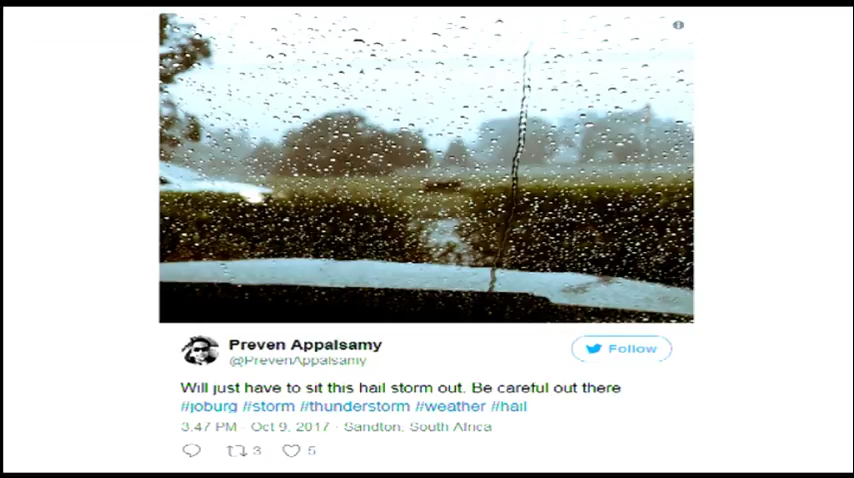 Preven Appalsamy
@PrevenAppalsamy
Follow
Will just have to sit this hail storm out. Be careful out there
#joburg #storm #thunderstorm #weather #hail
3:47 PM - Oct 9, 2017 · Sandton, South Africa
3 5